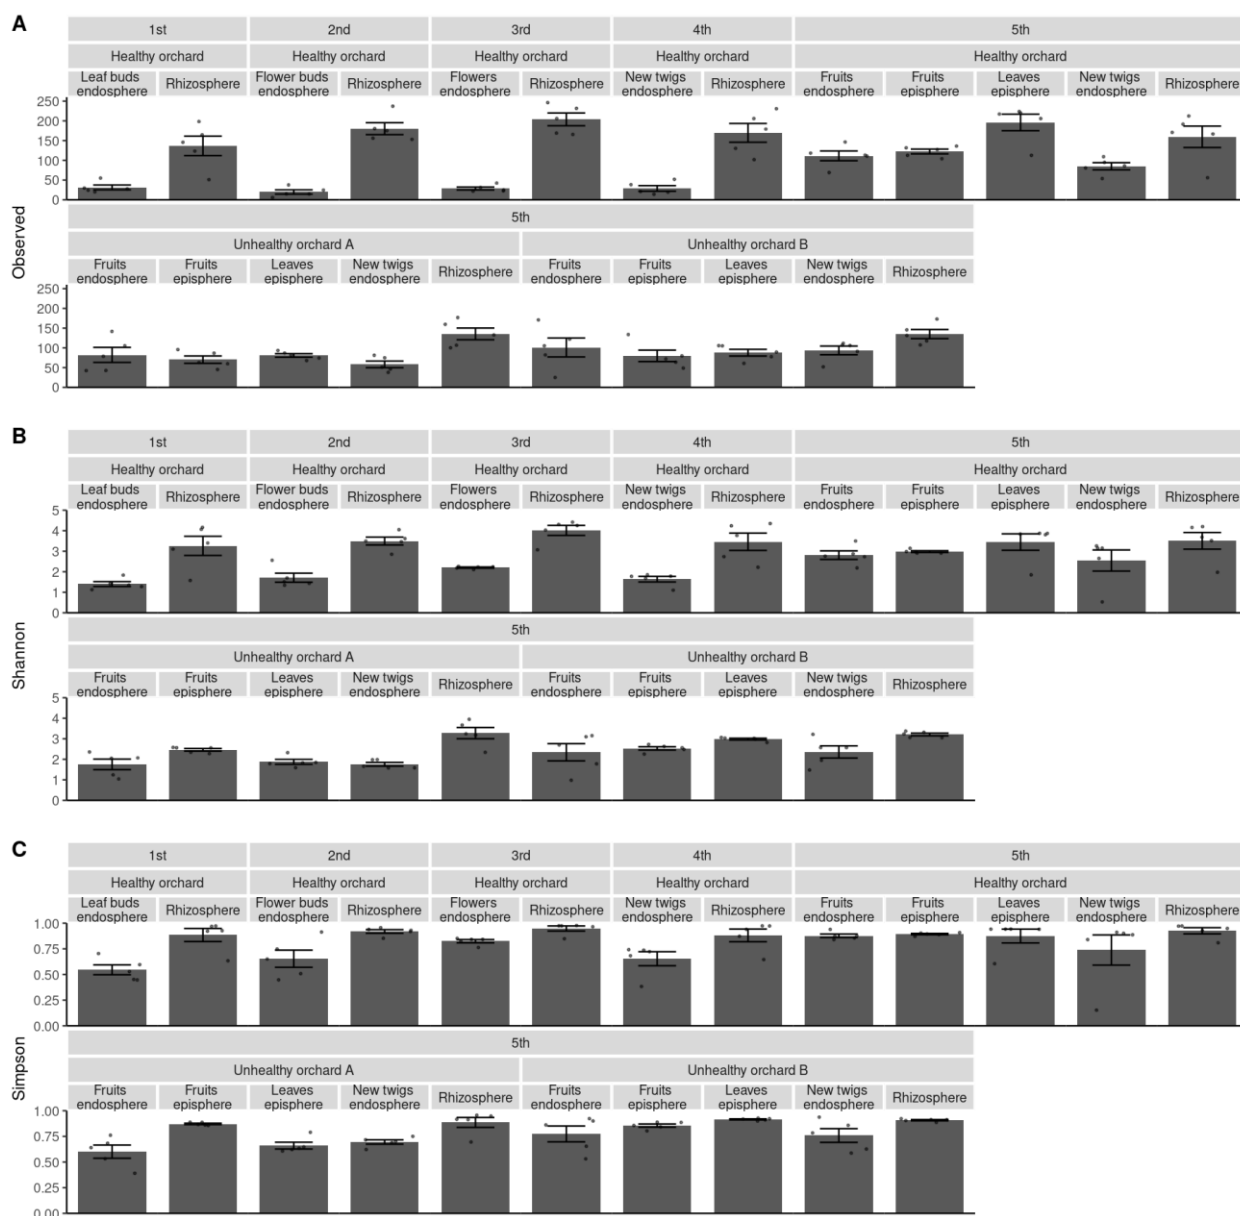 A
1st 2nd 3rd 4th 5th
Healthy orchard Healthy orchard Healthy orchard Healthy orchard Healthy orchard
Leaf buds endosphere Rhizosphere Flower buds endosphere Rhizosphere Flowers endosphere Rhizosphere New twigs endosphere Rhizosphere Fruits endosphere Fruits episphere Leaves episphere New twigs endosphere Rhizosphere
250
200
150
100
50
0
Observed
5th
Unhealthy orchard A Unhealthy orchard B
Fruits endosphere Fruits episphere Leaves episphere New twigs endosphere Rhizosphere Fruits endosphere Fruits episphere Leaves episphere New twigs endosphere Rhizosphere
250
200
150
100
50
0
B
1st 2nd 3rd 4th 5th
Healthy orchard Healthy orchard Healthy orchard Healthy orchard Healthy orchard
Leaf buds endosphere Rhizosphere Flower buds endosphere Rhizosphere Flowers endosphere Rhizosphere New twigs endosphere Rhizosphere Fruits endosphere Fruits episphere Leaves episphere New twigs endosphere Rhizosphere
5
4
3
2
1
0
Shannon
5th
Unhealthy orchard A Unhealthy orchard B
Fruits endosphere Fruits episphere Leaves episphere New twigs endosphere Rhizosphere Fruits endosphere Fruits episphere Leaves episphere New twigs endosphere Rhizosphere
5
4
3
2
1
0
C
1st 2nd 3rd 4th 5th
Healthy orchard Healthy orchard Healthy orchard Healthy orchard Healthy orchard
Leaf buds endosphere Rhizosphere Flower buds endosphere Rhizosphere Flowers endosphere Rhizosphere New twigs endosphere Rhizosphere Fruits endosphere Fruits episphere Leaves episphere New twigs endosphere Rhizosphere
1.00
0.75
0.50
0.25
0.00
Simpson
5th
Unhealthy orchard A Unhealthy orchard B
Fruits endosphere Fruits episphere Leaves episphere New twigs endosphere Rhizosphere Fruits endosphere Fruits episphere Leaves episphere New twigs endosphere Rhizosphere
1.00
0.75
0.50
0.25
0.00